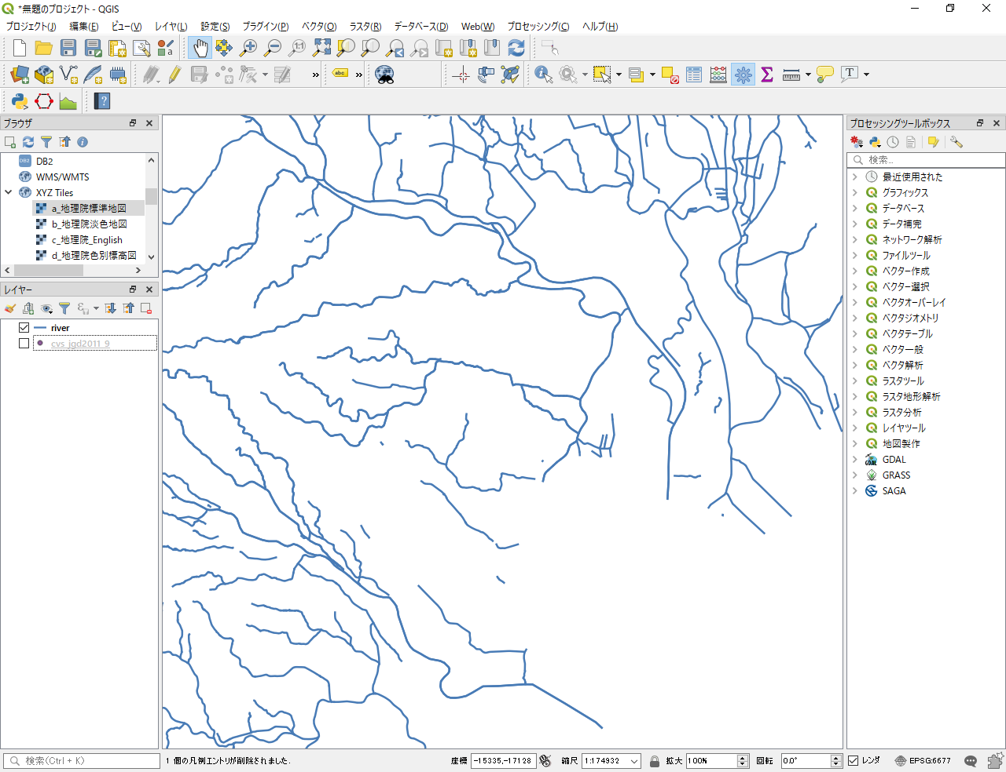 *無題のプロジェクト - QGIS
プロジェクト(J) 編集(E) ビュー(V) レイヤ(L) 設定(S) プラグイン(P) ベクタ(O) ラスタ(R) データベース(D) Web(W) プロセッシング(C) ヘルプ(H)
ブラウザ
DB2
WMS/WMTS
XYZ Tiles
a_地理院標準地図
b_地理院淡色地図
c_地理院_English
d_地理院色別標高図
レイヤー
river
cvs_jgd2011_9
プロセッシングツールボックス
検索...
最近使用された
グラフィックス
データベース
データ補完
ネットワーク解析
ファイルツール
ベクター作成
ベクター選択
ベクターオーバーレイ
ベクタジオメトリ
ベクタテーブル
ベクタ一般
ベクタ解析
ラスタツール
ラスタ地形解析
ラスタ分析
レイヤツール
地図製作
GDAL
GRASS
SAGA
検索(Ctrl + K) 1 個の凡例エントリが削除されました. 座標 -15335,-17128 縮尺 1:174932 拡大 100% 回転 0.0° レンダ EPSG:6677